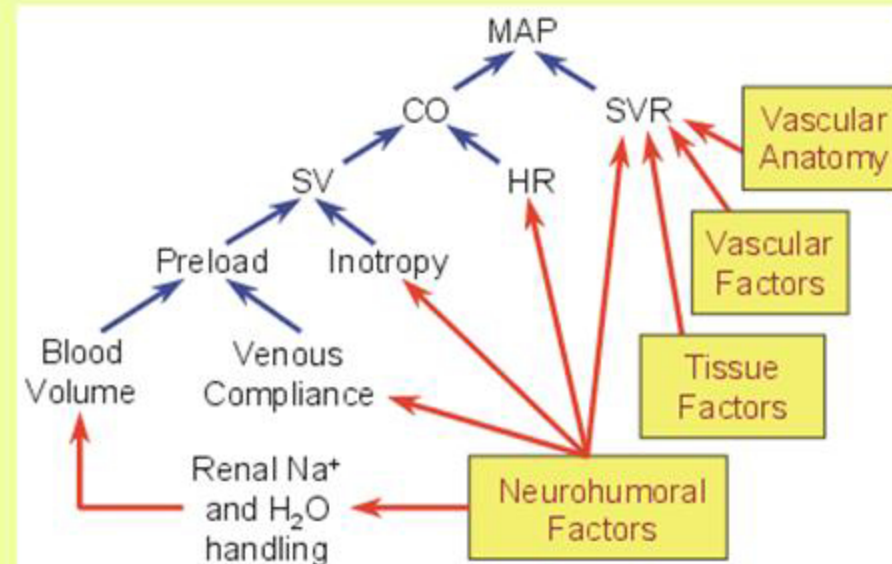 MAP
CO
SVR
Vascular
Anatomy
SV
HR
Vascular
Factors
Preload
Inotropy
Blood
Volume
Venous
Compliance
Tissue
Factors
Renal Na⁺
and H₂O
handling
Neurohumoral
Factors